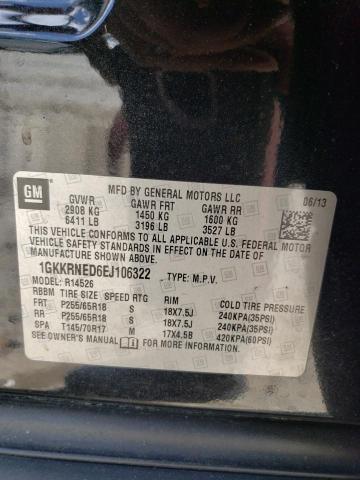 GM
MFD BY GENERAL MOTORS LLC
06/13
GVWR GAWR FRT GAWR RR
2908 KG 1450 KG 1600 KG
6411 LB 3196 LB 3527 LB
THIS VEHICLE CONFORMS TO ALL APPLICABLE U.S. FEDERAL MOTOR
VEHICLE SAFETY AND THEFT PREVENTION STANDARDS IN
EFFECT ON THE DATE OF MANUFACTURE SHOWN ABOVE.
1GKKRNED6EJ106322 TYPE: M.P.V.
MODEL: R14526
RBBM TIRE SIZE SPEED RTG RIM COLD TIRE PRESSURE
FRT P255/65R18 S 18X7.5J 240KPA(35PSI)
RR P255/65R18 S 18X7.5J 240KPA(35PSI)
SPA T145/70R17 M 17X4.5B 420KPA(60PSI)
SEE OWNER'S MANUAL FOR ADDITIONAL INFORMATION.